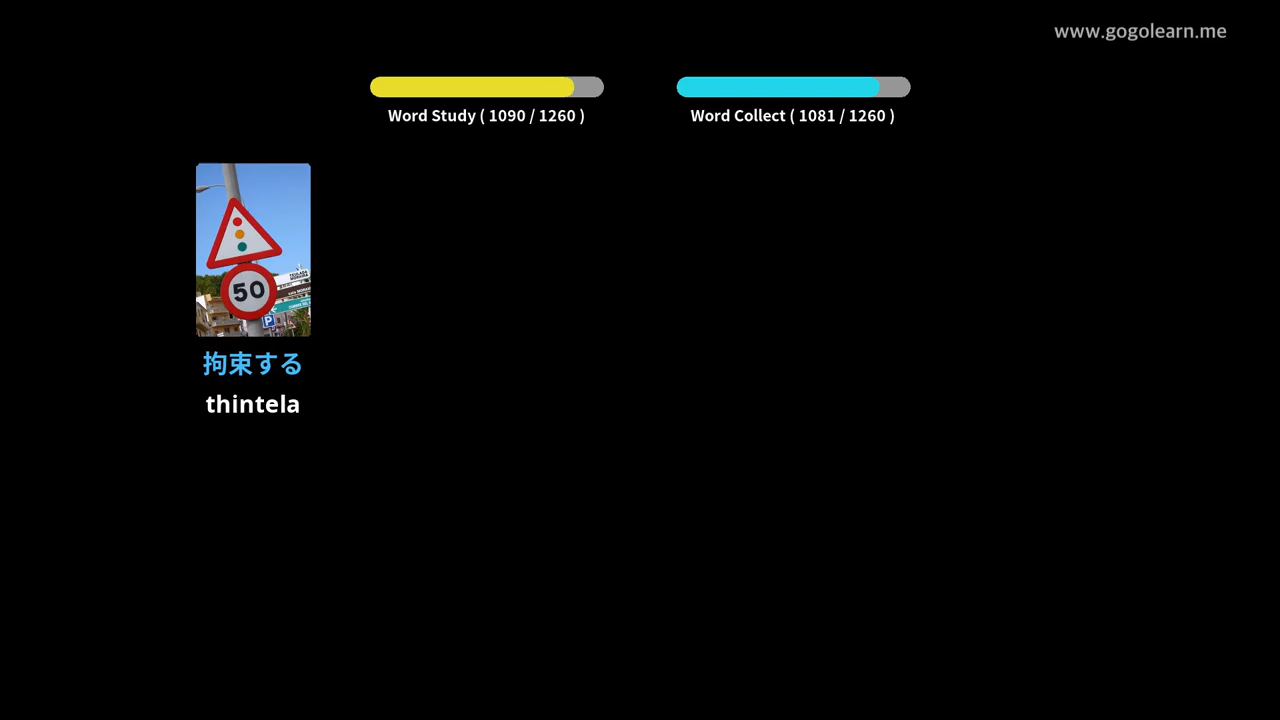 www.gogolearn.me
Word Study ( 1090 / 1260 )
Word Collect ( 1081 / 1260 )
50
P
拘束する
thintela